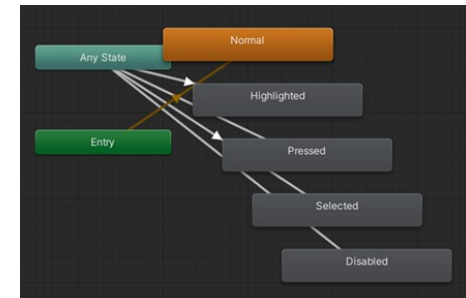 Normal
Any State
Highlighted
Entry
Pressed
Selected
Disabled